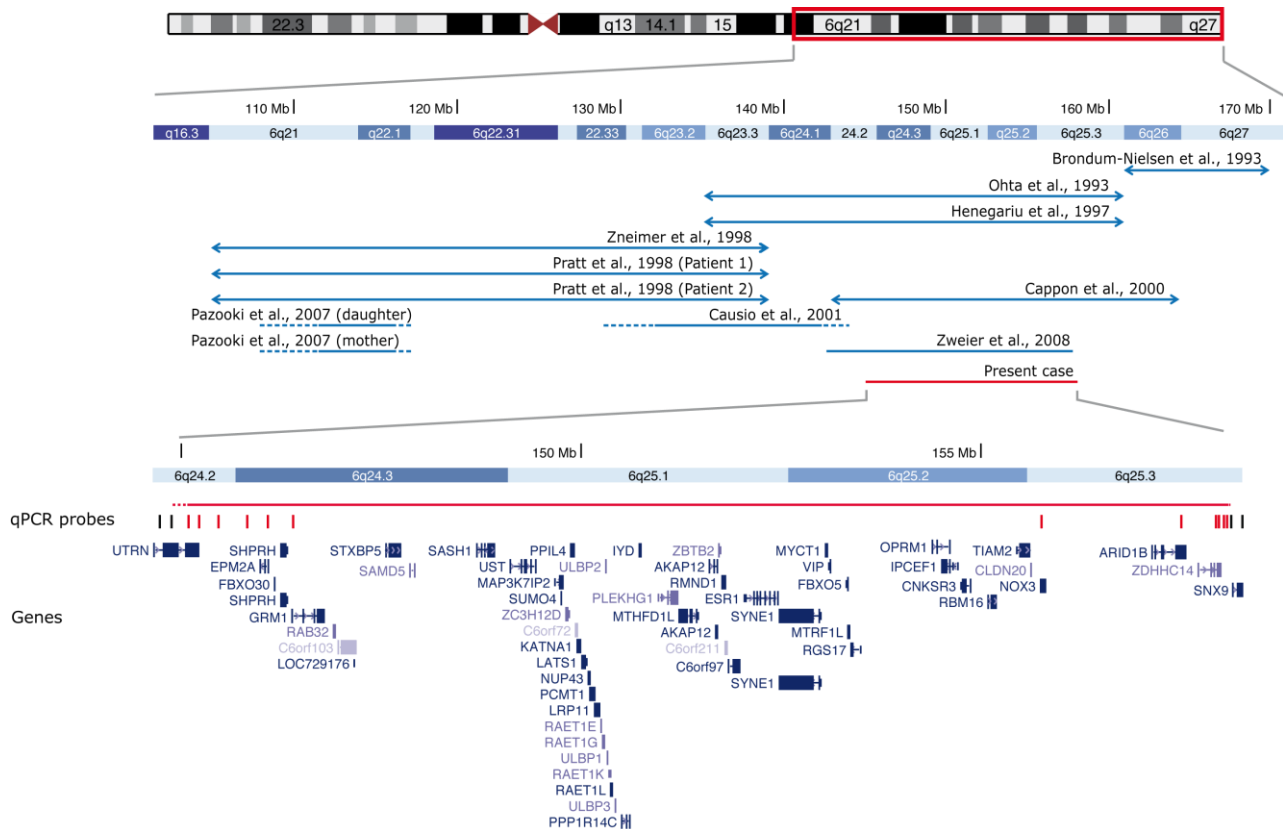 22.3 q13 14.1 15 6q21 q27
110 Mb 120 Mb 130 Mb 140 Mb 150 Mb 160 Mb 170 Mb
q16.3 6q21 q22.1 6q22.31 22.33 6q23.2 6q23.3 6q24.1 24.2 q24.3 6q25.1 q25.2 6q25.3 6q26 6q27
Brondum-Nielsen et al., 1993
Ohta et al., 1993
Henegariu et al., 1997
Zneimer et al., 1998
Pratt et al., 1998 (Patient 1)
Pratt et al., 1998 (Patient 2) Cappon et al., 2000
Pazooki et al., 2007 (daughter) Causio et al., 2001
Pazooki et al., 2007 (mother) Zweier et al., 2008
Present case
150 Mb 155 Mb
6q24.2 6q24.3 6q25.1 6q25.2 6q25.3
qPCR probes
UTRN SHPRH STXBP5 SASH1 PPIL4 IYD ZBTB2 MYCT1 OPRM1 TIAM2 ARID1B
EPM2A SAMD5 UST ULBP2 AKAP12 VIP IPCEF1 CLDN20 ZDHHC14
FBXO30 MAP3K7IP2 RMND1 FBXO5 CNKSR3 NOX3 SNX9
SHPRH SUMO4 PLEKHG1 ESR1 RBM16
Genes GRM1 ZC3H12D MTHFD1L SYNE1
RAB32 C6orf72 AKAP12 MTRF1L
C6orf103 KATNA1 C6orf211 RGS17
LOC729176 LATS1 C6orf97
NUP43 SYNE1
PCMT1
LRP11
RAET1E
RAET1G
ULBP1
RAET1K
RAET1L
ULBP3
PPP1R14C